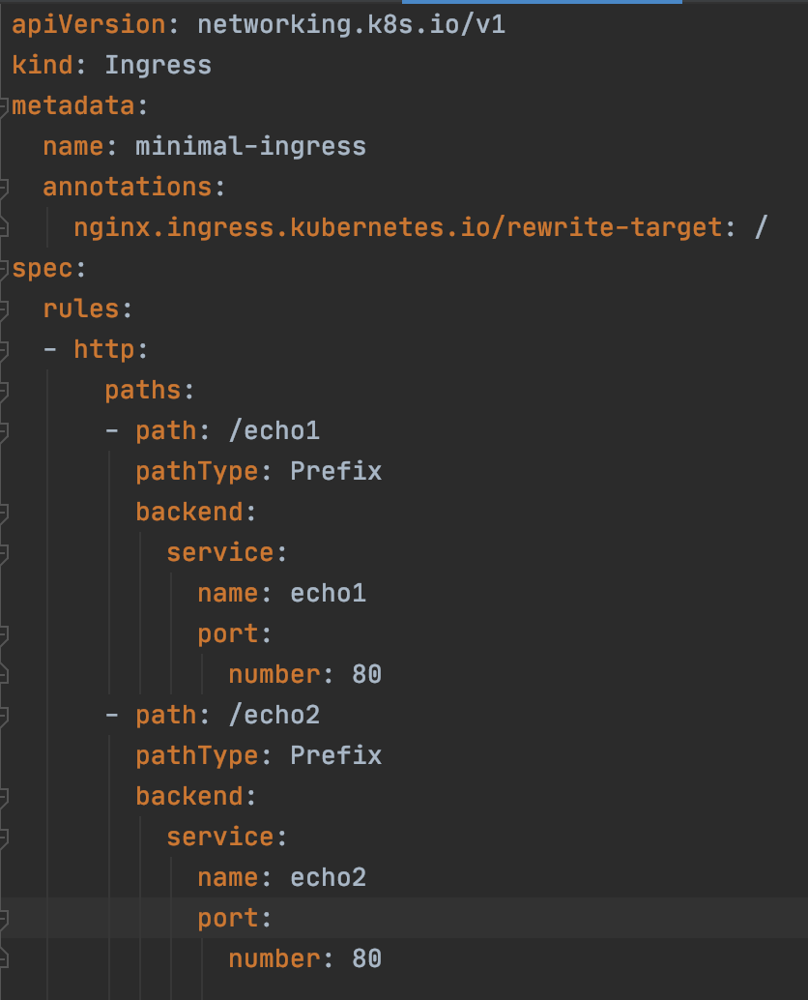 apiVersion: networking.k8s.io/v1
kind: Ingress
metadata:
  name: minimal-ingress
  annotations:
    nginx.ingress.kubernetes.io/rewrite-target: /
spec:
  rules:
  - http:
      paths:
      - path: /echo1
        pathType: Prefix
        backend:
          service:
            name: echo1
            port:
              number: 80
      - path: /echo2
        pathType: Prefix
        backend:
          service:
            name: echo2
            port:
              number: 80